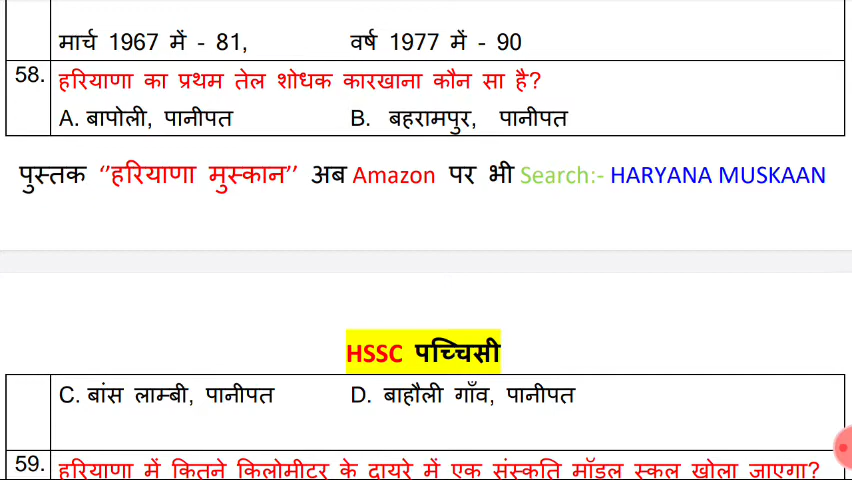 मार्च 1967 में - 81, वर्ष 1977 में - 90
58. हरियाणा का प्रथम तेल शोधक कारखाना कौन सा है?
A. बापोली, पानीपत B. बहरामपुर, पानीपत
पुस्तक ‘‘हरियाणा मुस्कान’’ अब Amazon पर भी Search:- HARYANA MUSKAAN
HSSC पच्चिसी
C. बांस लाम्बी, पानीपत D. बाहौली गाँव, पानीपत
59. हरियाणा में कितने किलोमीटर के दायरे में एक संस्कृति मॉडल स्कूल खोला जाएगा?